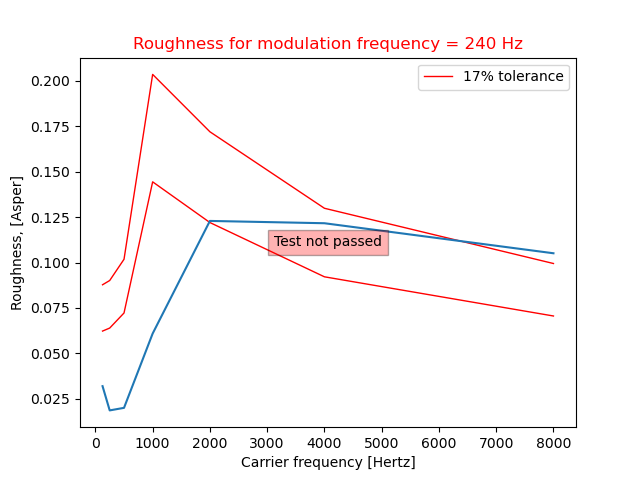 Roughness for modulation frequency = 240 Hz
17% tolerance
0.200
0.175
0.150
0.125
0.100
0.075
0.050
0.025
Roughness, [Asper]
Test not passed
0 1000 2000 3000 4000 5000 6000 7000 8000
Carrier frequency [Hertz]